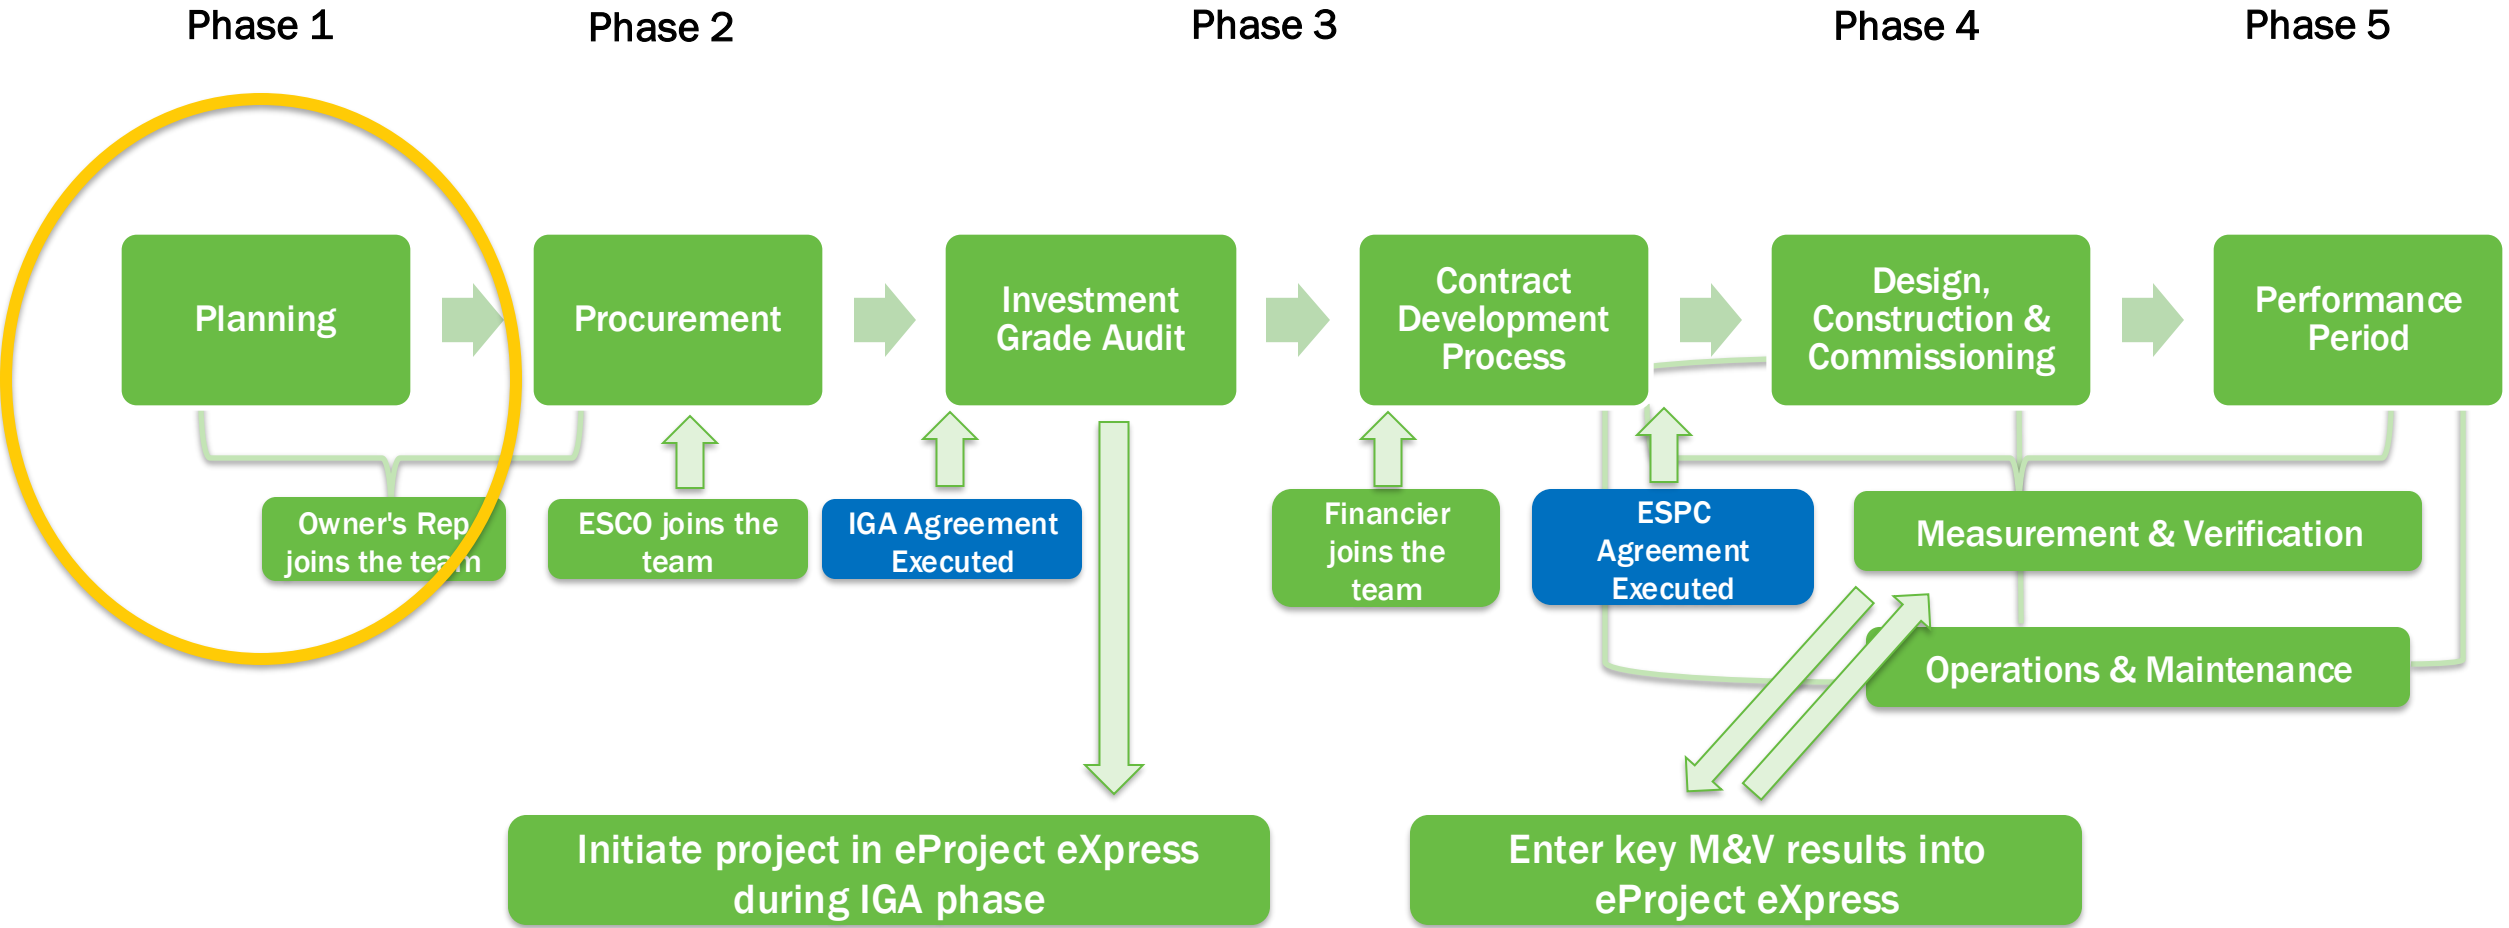 Phase 1
Phase 2
Phase 3
Phase 4
Phase 5
Planning
Procurement
Investment
Grade Audit
Contract
Development
Process
Design,
Construction &
Commissioning
Performance
Period
Owner's Rep
joins the team
ESCO joins the
team
IGA Agreement
Executed
Financier
joins the
team
ESPC
Agreement
Executed
Measurement & Verification
Operations & Maintenance
Initiate project in eProject eXpress
during IGA phase
Enter key M&V results into
eProject eXpress